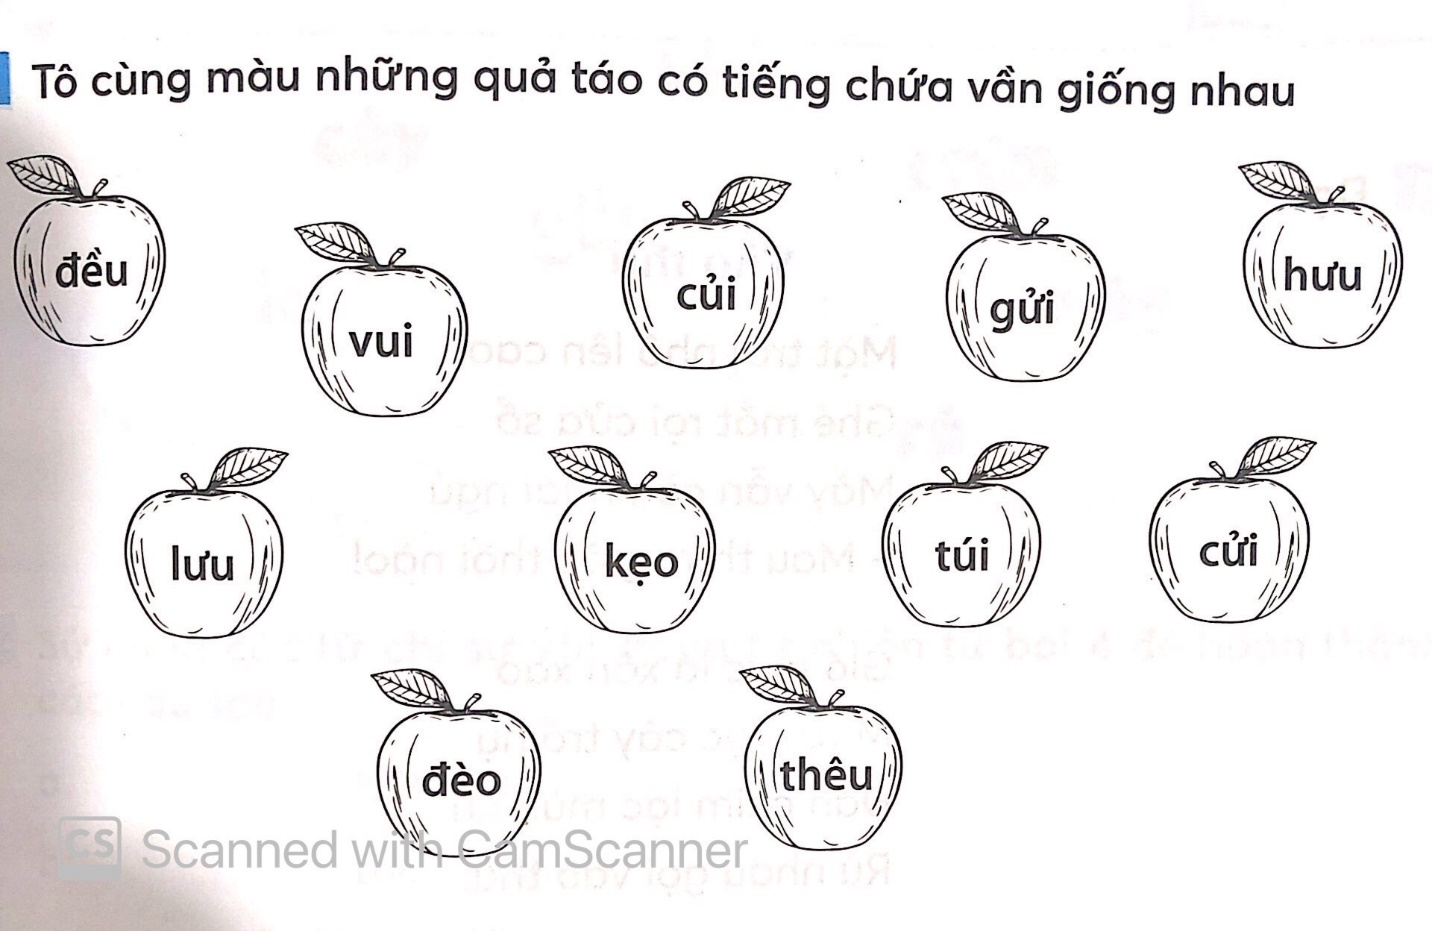 Tô cùng màu những quả táo có tiếng chứa vần giống nhau
đều
vui
củi
gửi
hưu
lưu
kẹo
túi
cửi
đèo
thêu
CS Scanned with CamScanner